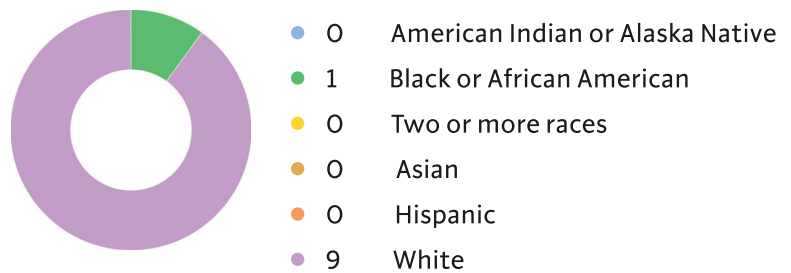 0 American Indian or Alaska Native
1 Black or African American
0 Two or more races
0 Asian
0 Hispanic
9 White